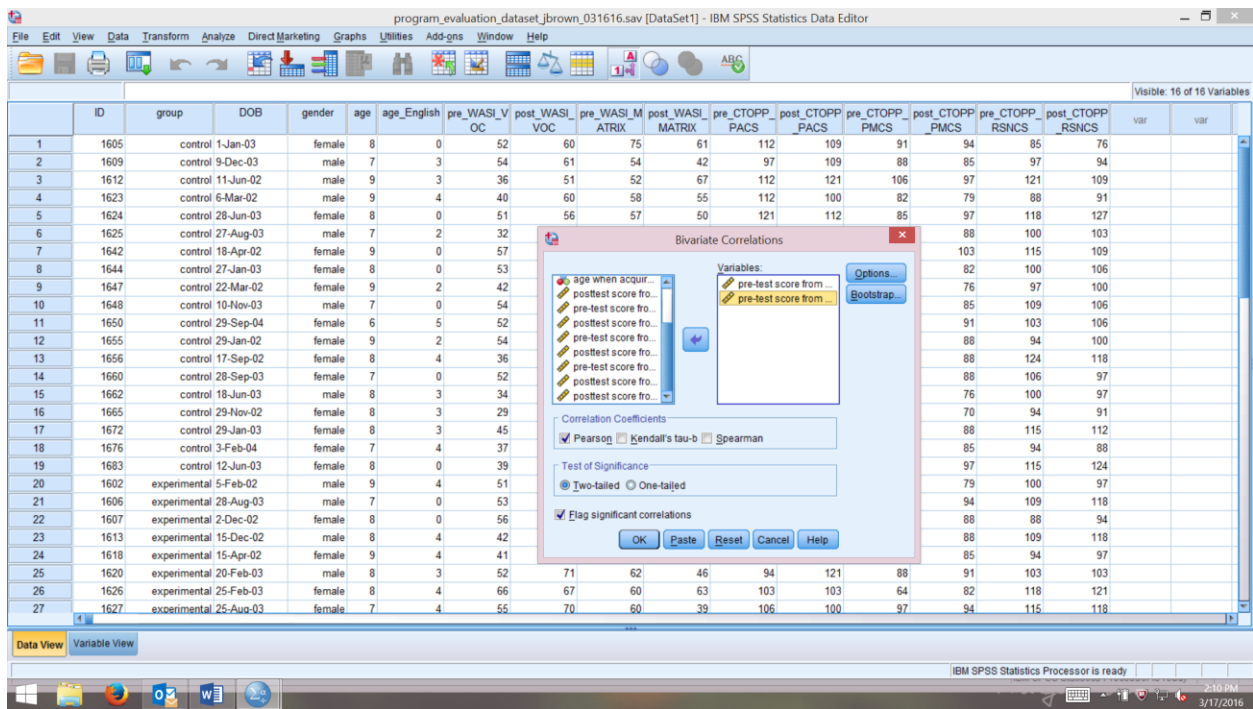 program_evaluation_dataset_jbrown_031616.sav [DataSet1] - IBM SPSS Statistics Data Editor
File Edit View Data Transform Analyze Direct Marketing Graphs Utilities Add-ons Window Help
Visible: 16 of 16 Variables
ID group DOB gender age age_English pre_WASI_VOC post_WASI_VOC pre_WASI_MATRIX post_WASI_MATRIX pre_CTOPP_PACS post_CTOPP_PACS pre_CTOPP_PMCS post_CTOPP_PMCS pre_CTOPP_RSNCS post_CTOPP_RSNCS var var
1 1605 control 1-Jan-03 female 8 0 52 60 75 61 112 109 91 94 85 76
2 1609 control 9-Dec-03 male 7 3 54 61 54 42 97 109 88 85 97 94
3 1612 control 11-Jun-02 male 9 3 36 51 52 67 112 121 106 97 121 109
4 1623 control 6-Mar-02 male 9 4 40 60 58 55 112 100 82 79 88 91
5 1624 control 28-Jun-03 female 8 0 51 56 57 50 121 112 85 97 118 127
6 1625 control 27-Aug-03 male 7 2 32 88 100 103
7 1642 control 18-Apr-02 female 9 0 57 103 115 109
8 1644 control 27-Jan-03 female 8 0 53 82 100 106
9 1647 control 22-Mar-02 female 9 2 42 76 97 100
10 1648 control 10-Nov-03 male 7 0 54 85 109 106
11 1650 control 29-Sep-04 female 6 5 52 91 103 106
12 1655 control 29-Jan-02 female 9 2 54 88 94 100
13 1656 control 17-Sep-02 female 8 4 36 88 124 118
14 1660 control 28-Sep-03 female 7 0 52 88 106 97
15 1662 control 18-Jun-03 male 8 3 34 76 100 97
16 1665 control 29-Nov-02 female 8 3 29 70 94 91
17 1672 control 29-Jan-03 female 8 3 45 88 115 112
18 1676 control 3-Feb-04 female 7 4 37 85 94 88
19 1683 control 12-Jun-03 female 8 0 39 97 115 124
20 1602 experimental 5-Feb-02 male 9 4 51 79 100 97
21 1606 experimental 28-Aug-03 male 7 0 53 94 109 118
22 1607 experimental 2-Dec-02 female 8 0 56 88 88 94
23 1613 experimental 15-Dec-02 male 8 4 42 88 109 118
24 1618 experimental 15-Apr-02 female 9 4 41 85 94 97
25 1620 experimental 20-Feb-03 male 8 3 52 71 62 46 94 121 88 91 103 103
26 1626 experimental 25-Feb-03 female 8 4 66 67 60 63 103 103 64 82 118 121
27 1627 experimental 25-Aug-03 female 7 4 55 70 60 39 106 100 97 94 115 118
Bivariate Correlations
Variables:
age when acquir...
posttest score fro...
pre-test score fro...
posttest score fro...
pre-test score fro...
posttest score fro...
pre-test score fro...
posttest score fro...
posttest score fro...
pre-test score from ...
pre-test score from ...
Options...
Bootstrap...
Correlation Coefficients
Pearson Kendall's tau-b Spearman
Test of Significance
Two-tailed One-tailed
Flag significant correlations
OK Paste Reset Cancel Help
Data View Variable View
IBM SPSS Statistics Processor is ready
2:10 PM
3/17/2016